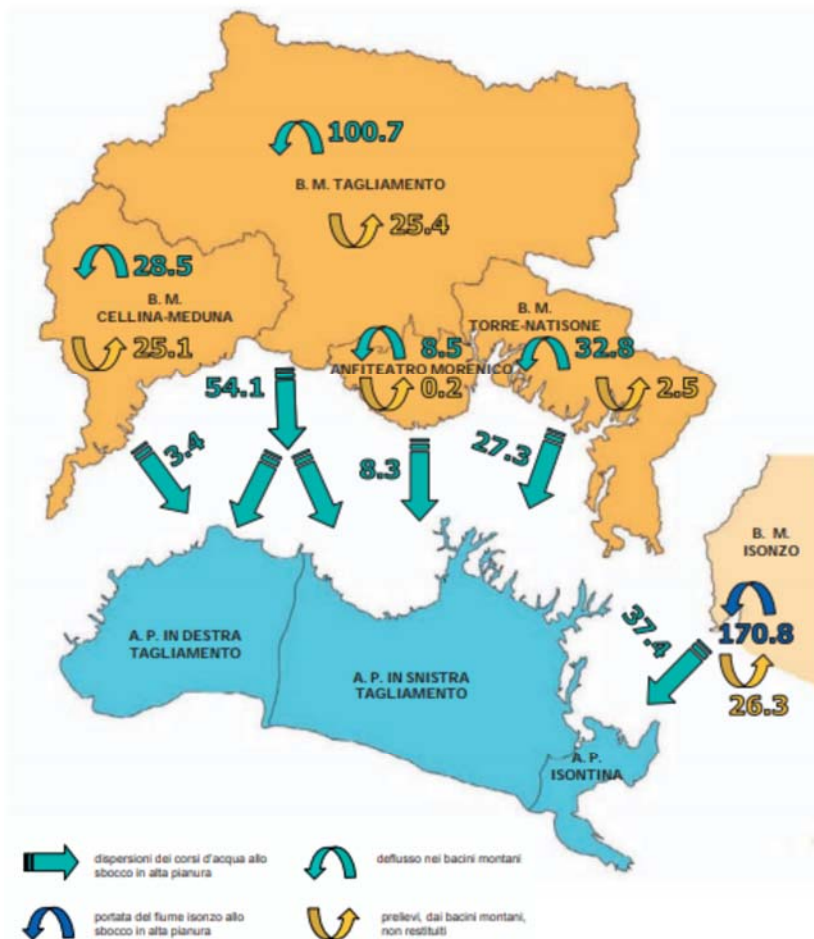 100.7
B. M. TAGLIAMENTO
25.4
28.5
B. M.
CELLINA-MEDUNA
25.1
B. M.
TORRE-NATISONE
8.5
32.8
ANFITEATRO MORENICO
0.2
2.5
54.1
3.4
8.3
27.3
B. M.
ISONZO
37.4
170.8
26.3
A. P. IN DESTRA
TAGLIAMENTO
A. P. IN SNISTRA
TAGLIAMENTO
A. P.
ISONTINA
dispersioni dei corsi d'acqua allo
sbocco in alta pianura
deflusso nei bacini montani
portata del fiume isonzo allo
sbocco in alta pianura
prelievi, dai bacini montani,
non restituiti